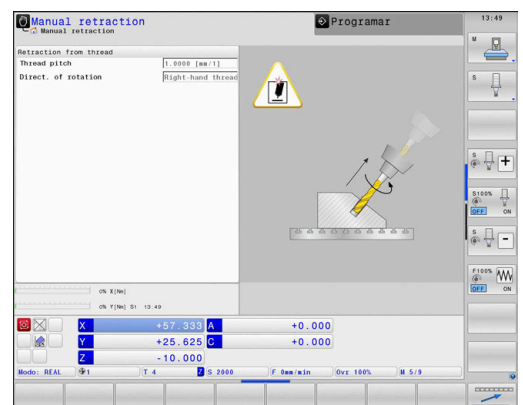 Manual retraction
Manual retraction
Programar
13:49
Retraction from thread
Thread pitch 1.0000 [mm/1]
Direct. of rotation Right-hand thread
M
S
S
S100%
OFF ON
S
F100%
OFF ON
0% X[Nm]
0% Y[Nm] S1 13:49
X +57.333 A +0.000
Y +25.625 C +0.000
Z -10.000
Modo: REAL 1 T 4 Z S 2000 F 0mm/min Ovr 100% M 5/9